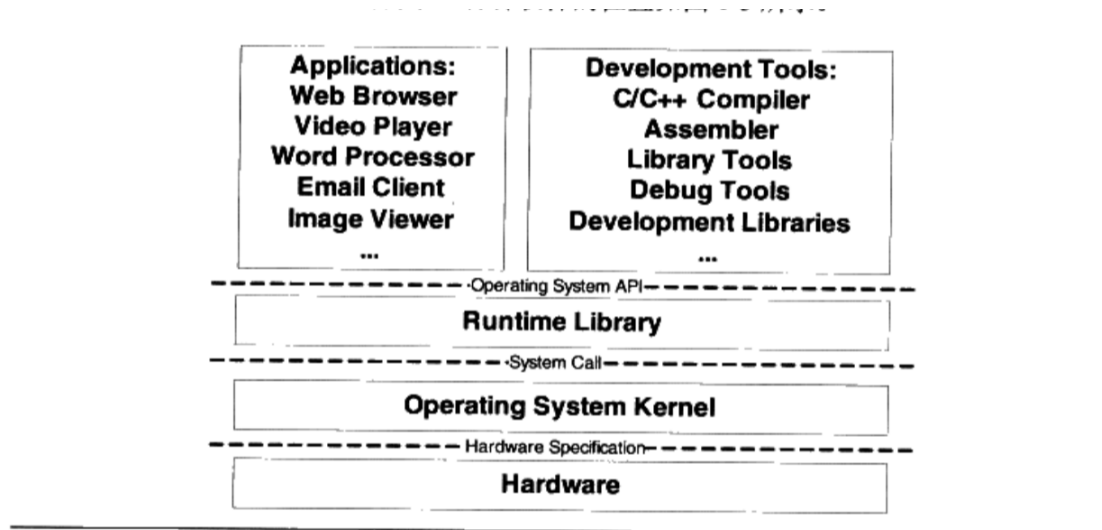 Applications:
Web Browser
Video Player
Word Processor
Email Client
Image Viewer
...
Development Tools:
C/C++ Compiler
Assembler
Library Tools
Debug Tools
Development Libraries
...
Operating System API
Runtime Library
System Call
Operating System Kernel
Hardware Specification
Hardware